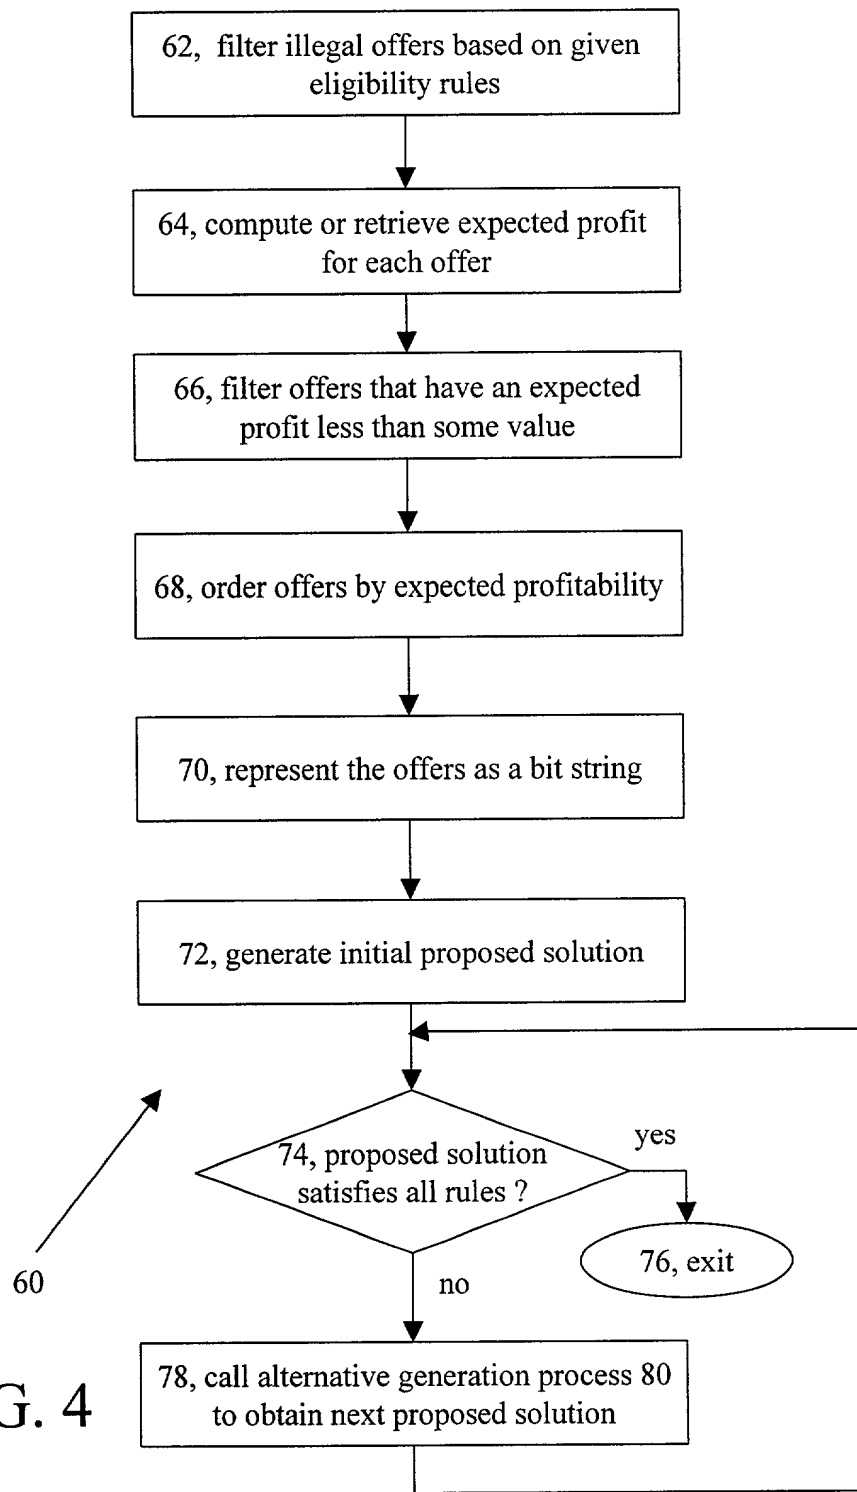 62, filter illegal offers based on given
eligibility rules
64, compute or retrieve expected profit
for each offer
66, filter offers that have an expected
profit less than some value
68, order offers by expected profitability
70, represent the offers as a bit string
72, generate initial proposed solution
74, proposed solution
satisfies all rules ?
yes
76, exit
60
no
78, call alternative generation process 80
to obtain next proposed solution
G. 4